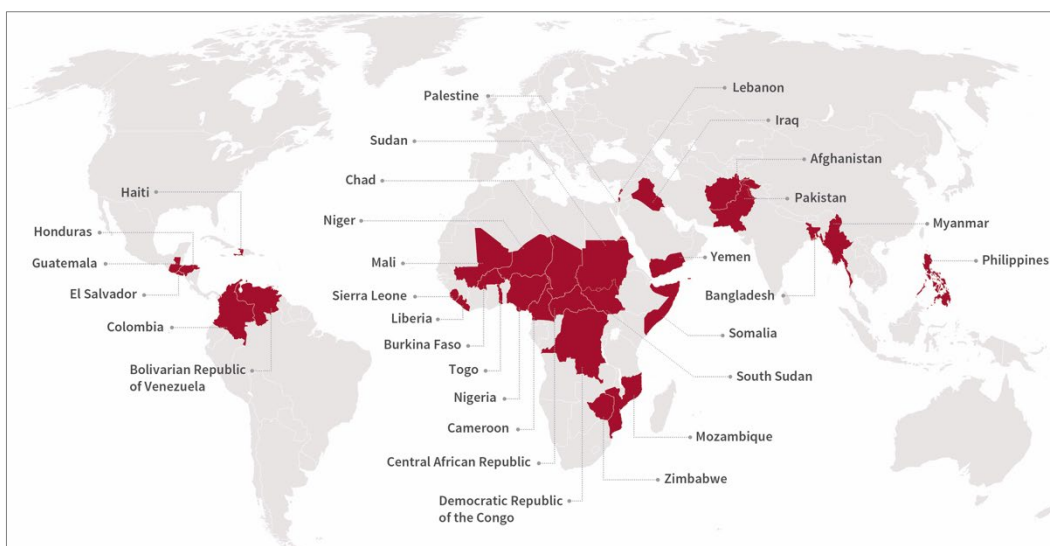 Palestine
Lebanon
Sudan
Iraq
Chad
Afghanistan
Haiti
Pakistan
Niger
Myanmar
Honduras
Mali
Yemen
Philippines
Guatemala
El Salvador
Sierra Leone
Bangladesh
Liberia
Colombia
Somalia
Burkina Faso
Bolivarian Republic
of Venezuela
Togo
South Sudan
Nigeria
Cameroon
Mozambique
Central African Republic
Zimbabwe
Democratic Republic
of the Congo